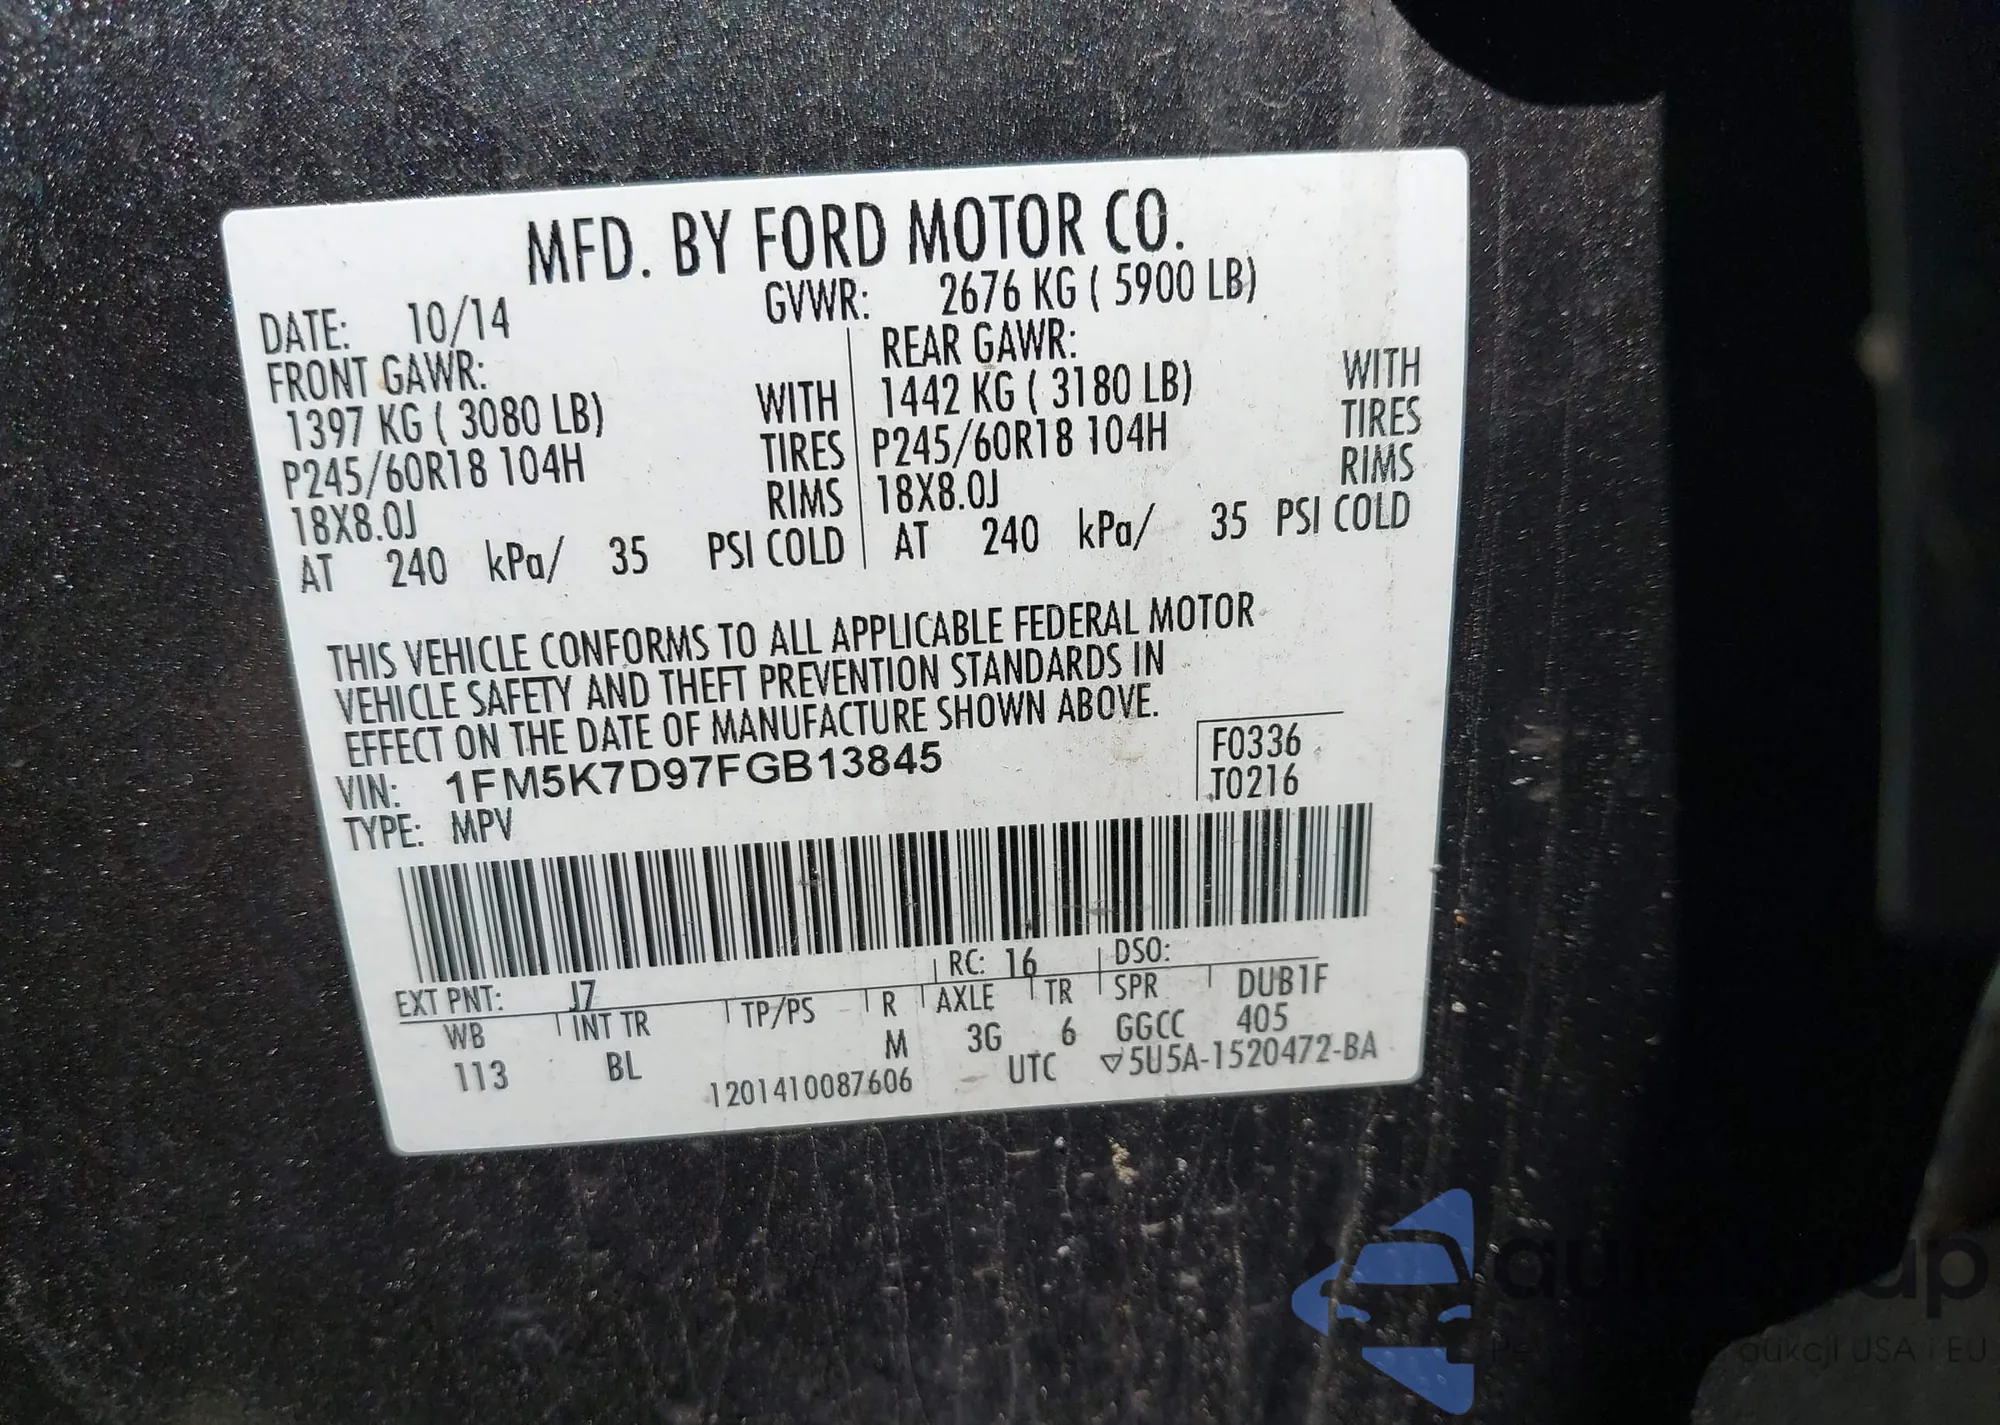 MFD. BY FORD MOTOR CO.
DATE: 10/14 GVWR: 2676 KG ( 5900 LB)
FRONT GAWR: REAR GAWR:
1397 KG ( 3080 LB) WITH 1442 KG ( 3180 LB) WITH
P245/60R18 104H TIRES P245/60R18 104H TIRES
18X8.0J RIMS 18X8.0J RIMS
AT 240 kPa/ 35 PSI COLD AT 240 kPa/ 35 PSI COLD
THIS VEHICLE CONFORMS TO ALL APPLICABLE FEDERAL MOTOR
VEHICLE SAFETY AND THEFT PREVENTION STANDARDS IN
EFFECT ON THE DATE OF MANUFACTURE SHOWN ABOVE.
VIN: 1FM5K7D97FGB13845 F0336
TYPE: MPV T0216
EXT PNT: J7 RC: 16 DSO:
WB INT TR TP/PS R AXLE TR SPR DUB1F
113 BL M 3G 6 GGCC 405
1201410087606 UTC ▽5U5A-1520472-BA
aukcji USA i EU